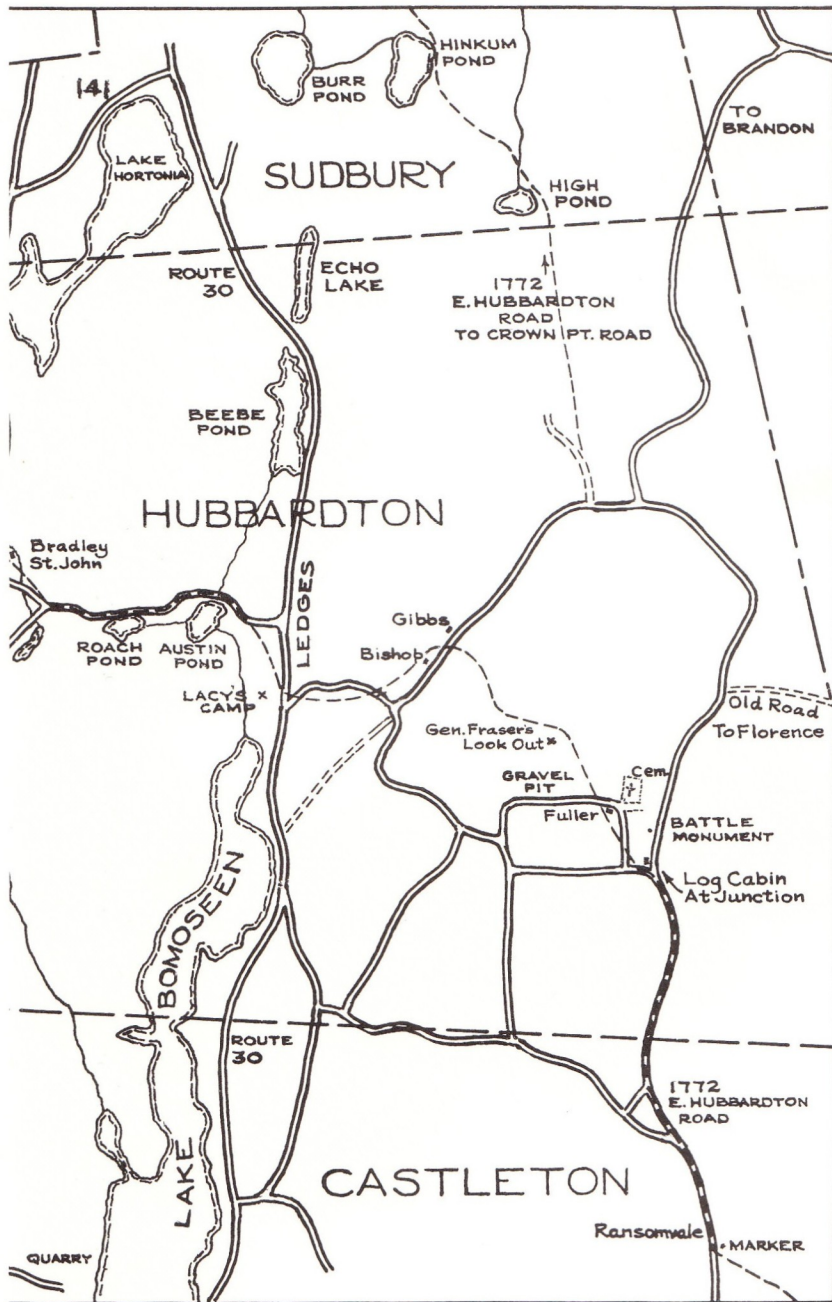 HINKUM
POND
BURR
POND
141
TO
BRANDON
LAKE
HORTONIA
SUDBURY
HIGH
POND
ROUTE
30
ECHO
LAKE
1772
E. HUBBARDTON
ROAD
TO CROWN PT. ROAD
BEEBE
POND
HUBBARDTON
Bradley
St. John
LEDGES
Gibbs
ROACH
POND
AUSTIN
POND
Bishop
LACY'S
CAMP
Old Road
To Florence
Gen. Fraser's
Look Out
Cem.
GRAVEL
PIT
Fuller
BATTLE
MONUMENT
Log Cabin
At Junction
LAKE BOMOSEEN
ROUTE
30
1772
E. HUBBARDTON
ROAD
CASTLETON
Ransomvale
MARKER
QUARRY